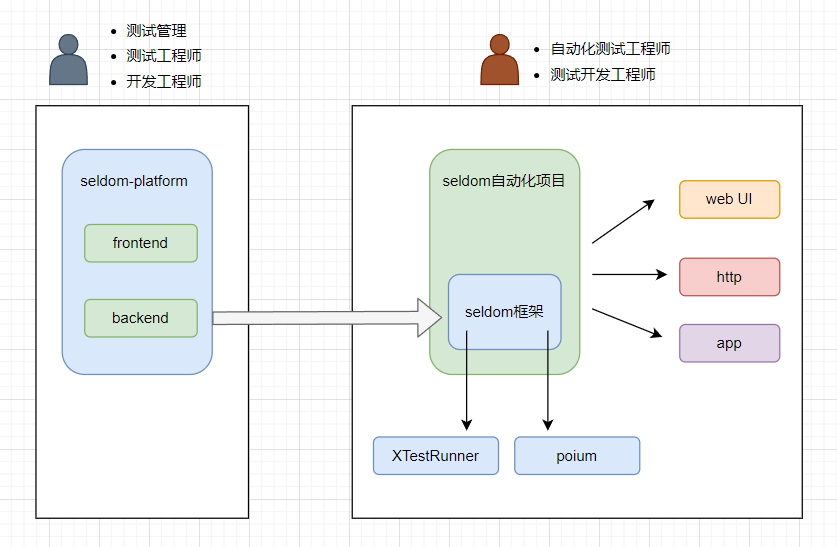 测试管理
测试工程师
开发工程师
自动化测试工程师
测试开发工程师
seldom-platform
frontend
backend
seldom自动化项目
seldom框架
web UI
http
app
XTestRunner
poium